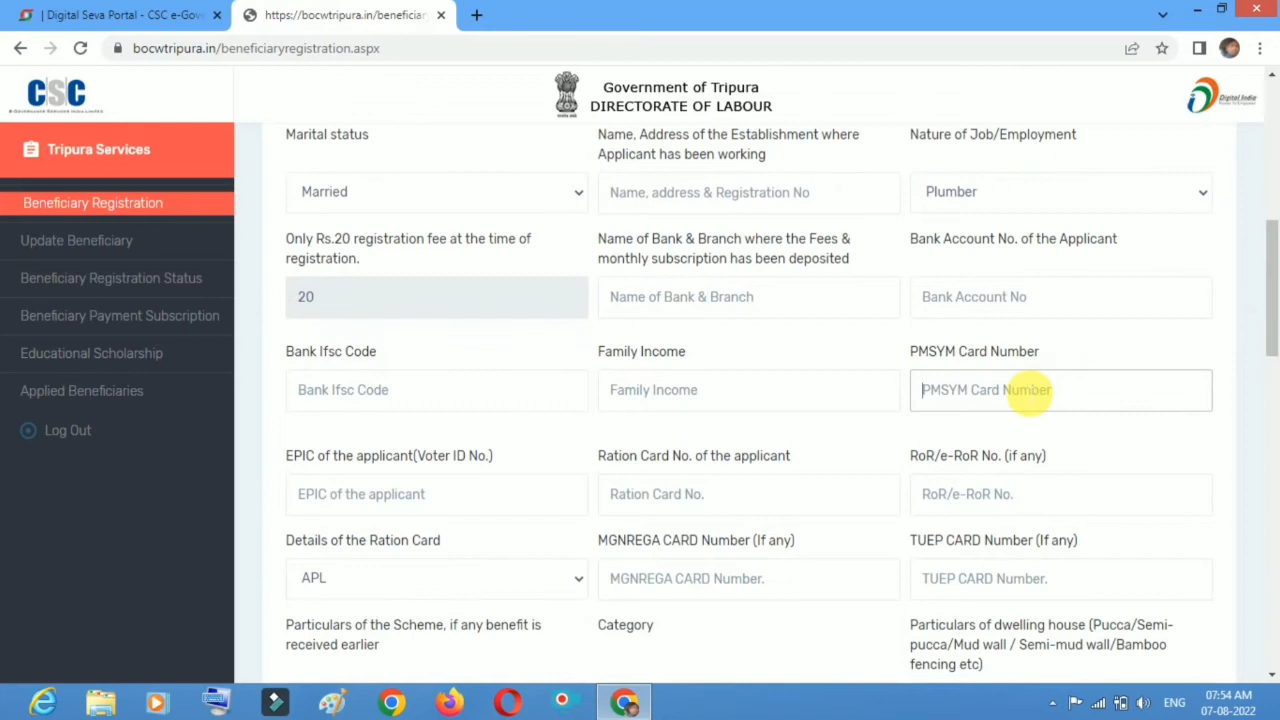 | Digital Seva Portal - CSC e-Gove
https://bocwtripura.in/beneficiary
bocwtripura.in/beneficiaryregistration.aspx
CSC
Government of Tripura
DIRECTORATE OF LABOUR
Digital India
Tripura Services
Beneficiary Registration
Update Beneficiary
Beneficiary Registration Status
Beneficiary Payment Subscription
Educational Scholarship
Applied Beneficiaries
Log Out
Marital status
Name, Address of the Establishment where
Applicant has been working
Nature of Job/Employment
Married
Name, address & Registration No
Plumber
Only Rs.20 registration fee at the time of
registration.
Name of Bank & Branch where the Fees &
monthly subscription has been deposited
Bank Account No. of the Applicant
20
Name of Bank & Branch
Bank Account No
Bank Ifsc Code
Family Income
PMSYM Card Number
Bank Ifsc Code
Family Income
PMSYM Card Number
EPIC of the applicant(Voter ID No.)
Ration Card No. of the applicant
RoR/e-RoR No. (if any)
EPIC of the applicant
Ration Card No.
RoR/e-RoR No.
Details of the Ration Card
MGNREGA CARD Number (If any)
TUEP CARD Number (If any)
APL
MGNREGA CARD Number.
TUEP CARD Number.
Particulars of the Scheme, if any benefit is
received earlier
Category
Particulars of dwelling house (Pucca/Semi-
pucca/Mud wall / Semi-mud wall/Bamboo
fencing etc)
ENG
07:54 AM
07-08-2022